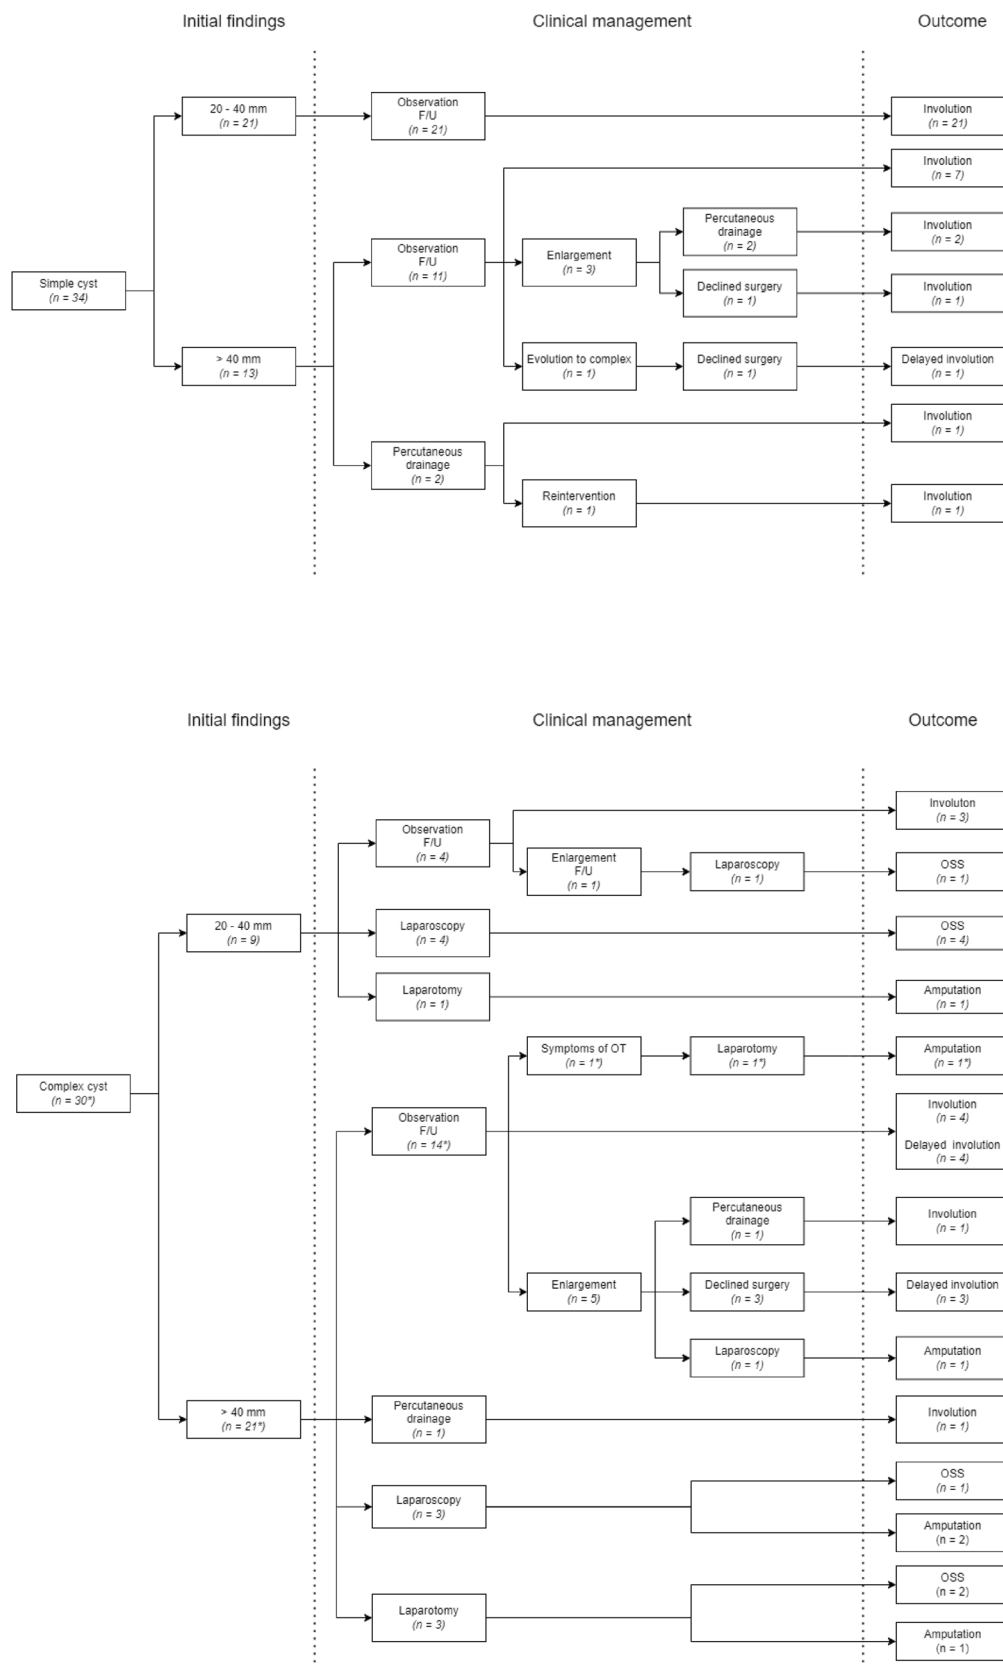 Initial findings
Clinical management
Outcome
20 - 40 mm
(n = 21)
Observation
F/U
(n = 21)
Involution
(n = 21)
Involution
(n = 7)
Percutaneous
drainage
(n = 2)
Involution
(n = 2)
Observation
F/U
(n = 11)
Enlargement
(n = 3)
Simple cyst
(n = 34)
Declined surgery
(n = 1)
Involution
(n = 1)
> 40 mm
(n = 13)
Evolution to complex
(n = 1)
Declined surgery
(n = 1)
Delayed involution
(n = 1)
Involution
(n = 1)
Percutaneous
drainage
(n = 2)
Reintervention
(n = 1)
Involution
(n = 1)
Initial findings
Clinical management
Outcome
Involuton
(n = 3)
Observation
F/U
(n = 4)
Enlargement
F/U
(n = 1)
Laparoscopy
(n = 1)
OSS
(n = 1)
20 - 40 mm
(n = 9)
Laparoscopy
(n = 4)
OSS
(n = 4)
Laparotomy
(n = 1)
Amputation
(n = 1)
Symptoms of OT
(n = 1*)
Laparotomy
(n = 1*)
Amputation
(n = 1*)
Complex cyst
(n = 30*)
Observation
F/U
(n = 14*)
Involution
(n = 4)
Delayed involution
(n = 4)
Percutaneous
drainage
(n = 1)
Involution
(n = 1)
Enlargement
(n = 5)
Declined surgery
(n = 3)
Delayed involution
(n = 3)
Laparoscopy
(n = 1)
Amputation
(n = 1)
> 40 mm
(n = 21*)
Percutaneous
drainage
(n = 1)
Involution
(n = 1)
Laparoscopy
(n = 3)
OSS
(n = 1)
Amputation
(n = 2)
Laparotomy
(n = 3)
OSS
(n = 2)
Amputation
(n = 1)